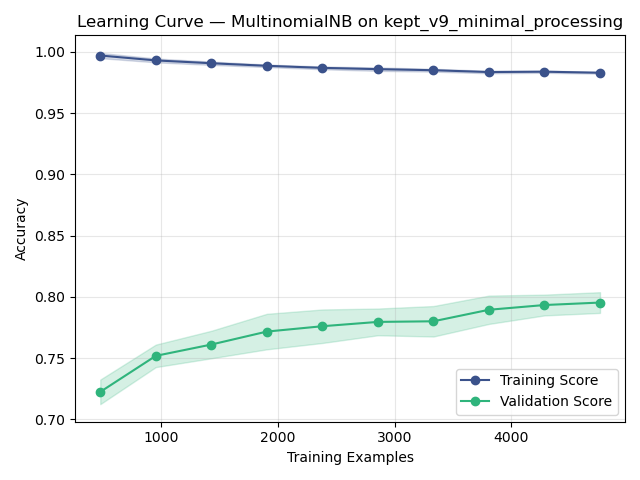 Learning Curve — MultinomialNB on kept_v9_minimal_processing
1.00
0.95
0.90
0.85
0.80
0.75
0.70
Accuracy
1000 2000 3000 4000
Training Examples
Training Score
Validation Score